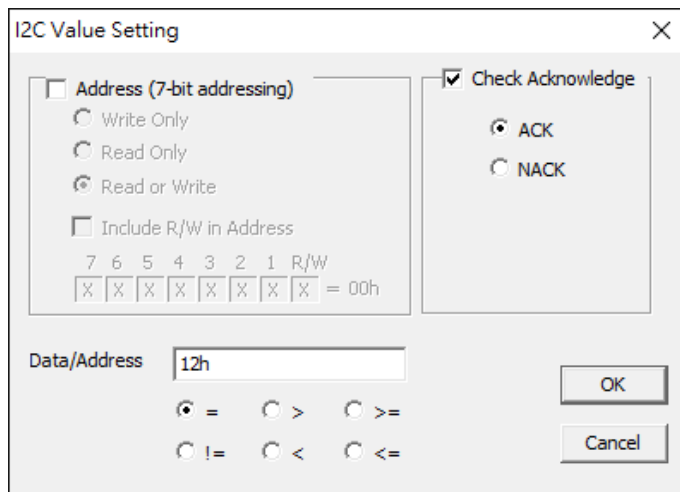 I2C Value Setting
Address (7-bit addressing)
Write Only
Read Only
Read or Write
Include R/W in Address
7 6 5 4 3 2 1 R/W
X X X X X X X X = 00h
Check Acknowledge
ACK
NACK
Data/Address 12h
= > >=
!= < <=
OK
Cancel